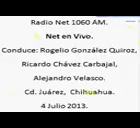 Radio Net 1060 AM.
Net en Vivo.
Conduce: Rogelio González Quiroz,
Ricardo Chávez Carbajal,
Alejandro Velasco.
Cd. Juárez, Chihuahua.
4 Julio 2013.